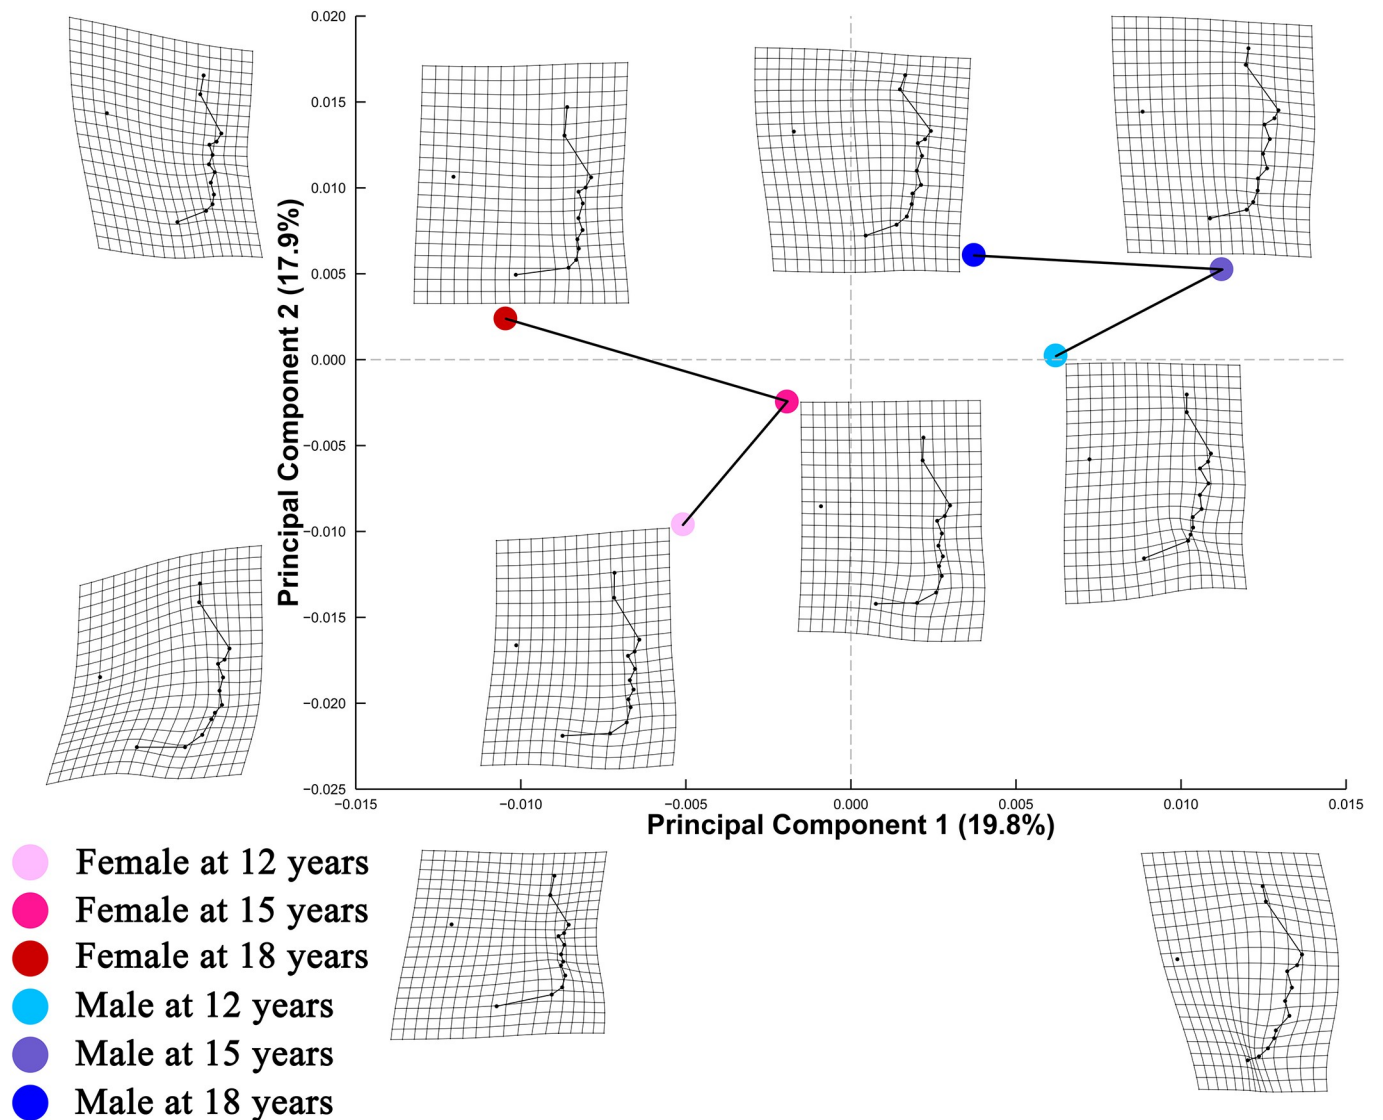 0.020
0.015
0.010
0.005
0.000
−0.005
−0.010
−0.015
−0.020
−0.025
Principal Component 2 (17.9%)
−0.015
−0.010
−0.005
0.000
0.005
0.010
0.015
Principal Component 1 (19.8%)
Female at 12 years
Female at 15 years
Female at 18 years
Male at 12 years
Male at 15 years
Male at 18 years